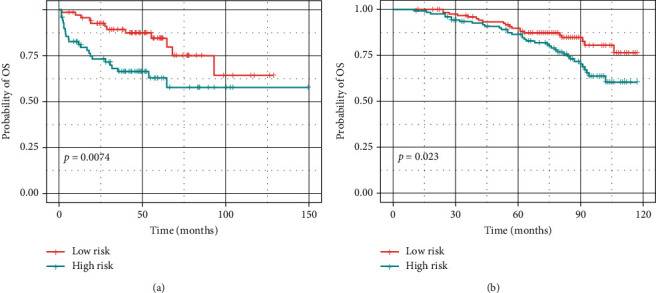 Probability of OS
0.75
0.50
0.25
0.00
p = 0.0074
0
50
100
150
Time (months)
Low risk
High risk
(a)
Probability of OS
1.00
0.75
0.50
0.25
0.00
p = 0.023
0
30
60
90
120
Time (months)
Low risk
High risk
(b)